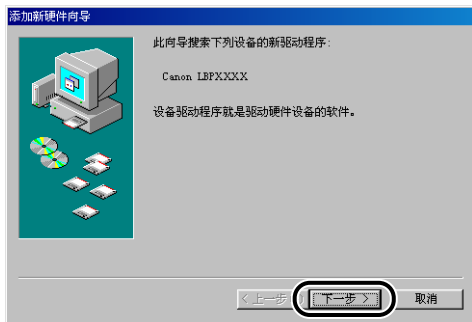 添加新硬件向导
此向导搜索下列设备的新驱动程序:
Canon LBPXXXX
设备驱动程序就是驱动硬件设备的软件。
< 上一步
下一步 >
取消